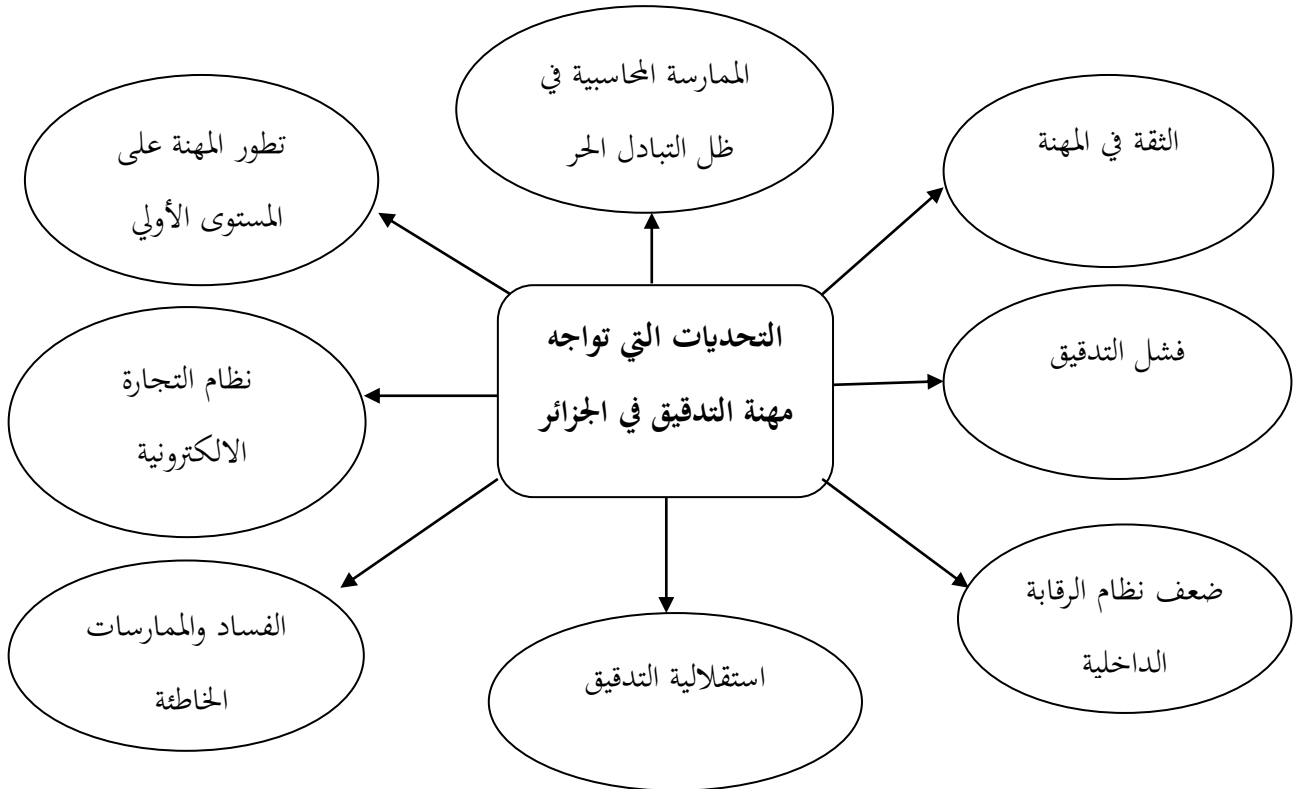 الممارسة المحاسبية في
ظل التبادل الحر
الثقة في المهنة
تطور المهنة على
المستوى الأولي
التحديات التي تواجه
مهنة التدقيق في الجزائر
فشل التدقيق
نظام التجارة
الالكترونية
ضعف نظام الرقابة
الداخلية
استقلالية التدقيق
الفساد والممارسات
الخاطئة